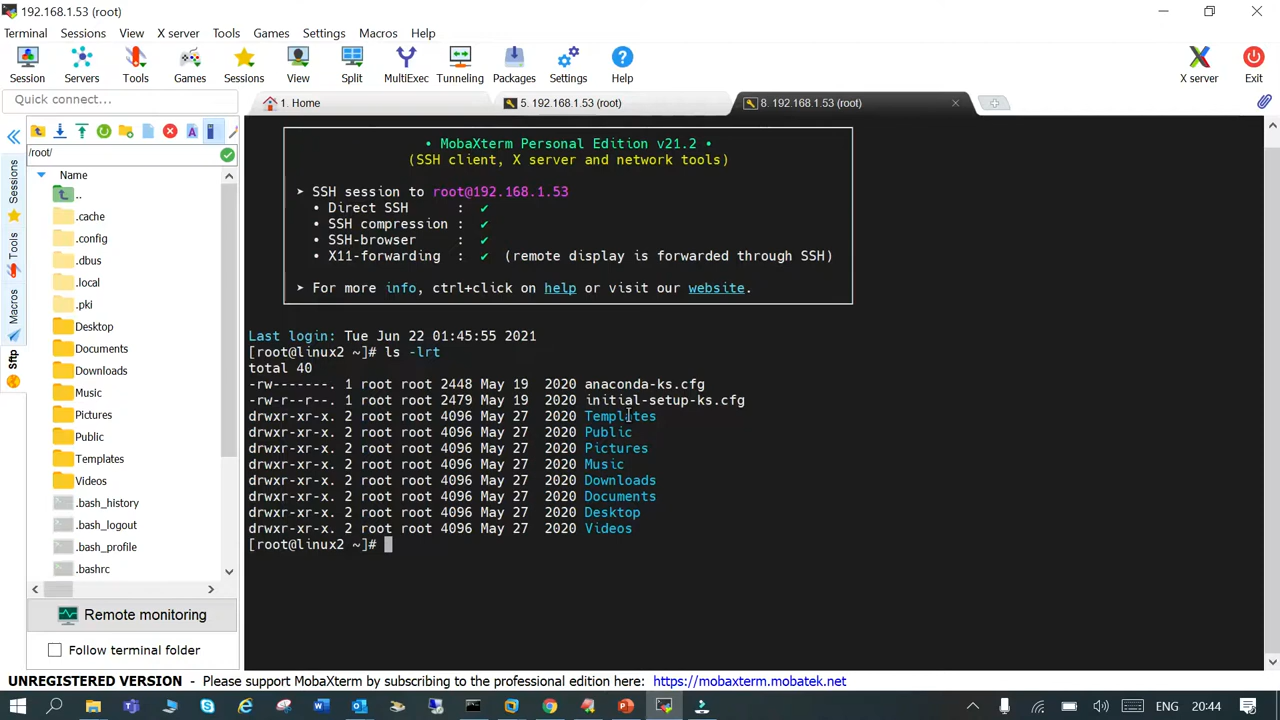 192.168.1.53 (root)
Terminal Sessions View X server Tools Games Settings Macros Help
Session Servers Tools Games Sessions View Split MultiExec Tunneling Packages Settings Help X server Exit
Quick connect...
1. Home
5. 192.168.1.53 (root)
8. 192.168.1.53 (root)
/root/
Name
..
.cache
.config
.dbus
.local
.pki
Desktop
Documents
Downloads
Music
Pictures
Public
Templates
Videos
.bash_history
.bash_logout
.bash_profile
.bashrc
Remote monitoring
Follow terminal folder
Sessions
Tools
Macros
Sftp
• MobaXterm Personal Edition v21.2 •
(SSH client, X server and network tools)
➤ SSH session to root@192.168.1.53
• Direct SSH : ✔
• SSH compression : ✔
• SSH-browser : ✔
• X11-forwarding : ✔ (remote display is forwarded through SSH)
➤ For more info, ctrl+click on help or visit our website.
Last login: Tue Jun 22 01:45:55 2021
[root@linux2 ~]# ls -lrt
total 40
-rw-------. 1 root root 2448 May 19 2020 anaconda-ks.cfg
-rw-r--r--. 1 root root 2479 May 19 2020 initial-setup-ks.cfg
drwxr-xr-x. 2 root root 4096 May 27 2020 Templates
drwxr-xr-x. 2 root root 4096 May 27 2020 Public
drwxr-xr-x. 2 root root 4096 May 27 2020 Pictures
drwxr-xr-x. 2 root root 4096 May 27 2020 Music
drwxr-xr-x. 2 root root 4096 May 27 2020 Downloads
drwxr-xr-x. 2 root root 4096 May 27 2020 Documents
drwxr-xr-x. 2 root root 4096 May 27 2020 Desktop
drwxr-xr-x. 2 root root 4096 May 27 2020 Videos
[root@linux2 ~]#
UNREGISTERED VERSION - Please support MobaXterm by subscribing to the professional edition here: https://mobaxterm.mobatek.net
ENG 20:44